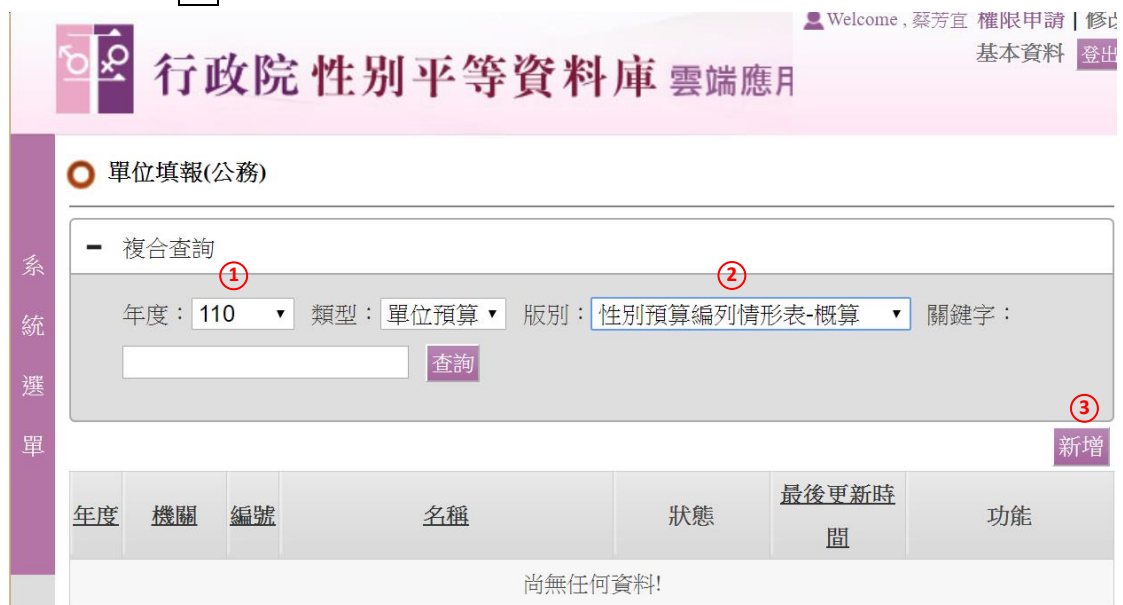 Welcome , 蔡芳宜 權限申請 | 修改
基本資料 登出
行政院 性別平等資料庫 雲端應用
系統選單
單位填報(公務)
複合查詢
① ②
年度：110 類型：單位預算 版別：性別預算編列情形表-概算 關鍵字：
查詢
③
新增
年度 機關 編號 名稱 狀態 最後更新時間 功能
尚無任何資料!